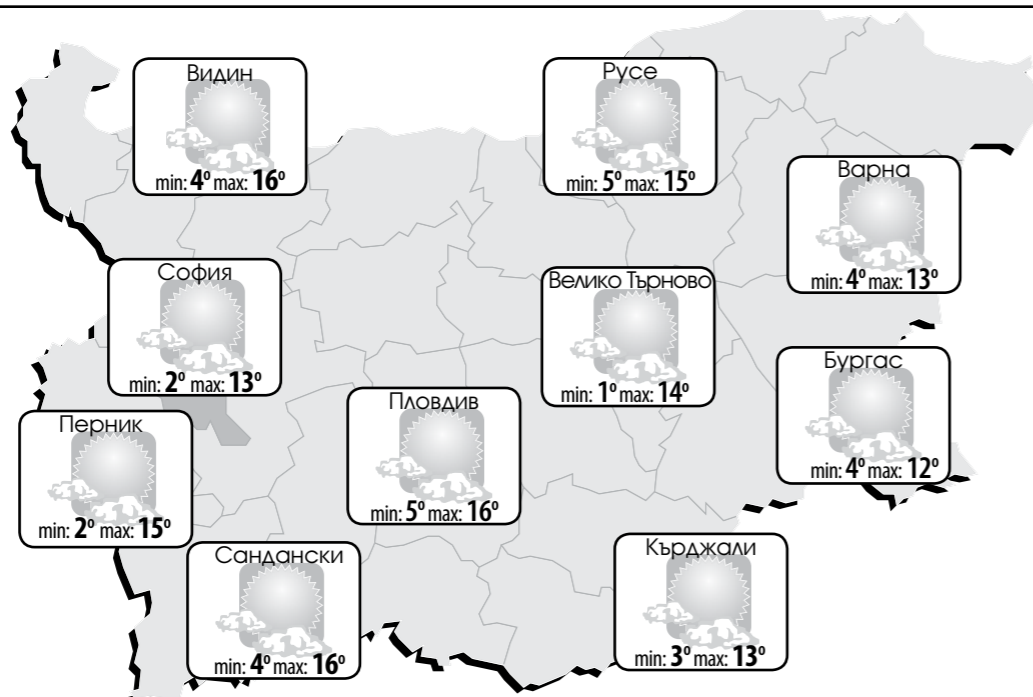 Видин
min: 4° max: 16°
Русе
min: 5° max: 15°
Варна
min: 4° max: 13°
София
min: 2° max: 13°
Велико Търново
min: 1° max: 14°
Бургас
min: 4° max: 12°
Пловдив
min: 5° max: 16°
Перник
min: 2° max: 15°
Сандански
min: 4° max: 16°
Кърджали
min: 3° max: 13°